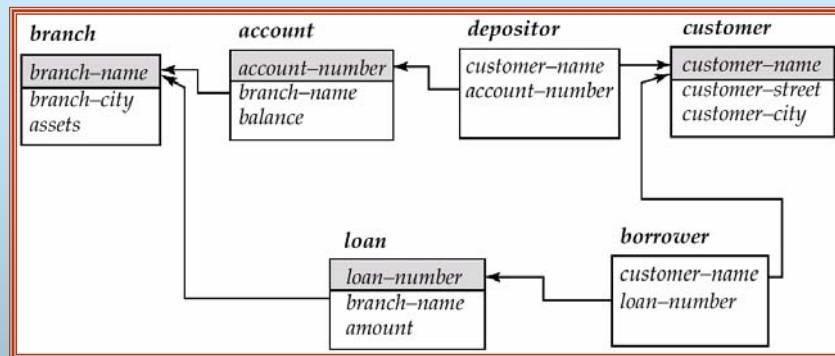 branch
branch–name
branch–city
assets
account
account–number
branch–name
balance
depositor
customer–name
account–number
customer
customer–name
customer–street
customer–city
loan
loan–number
branch–name
amount
borrower
customer–name
loan–number